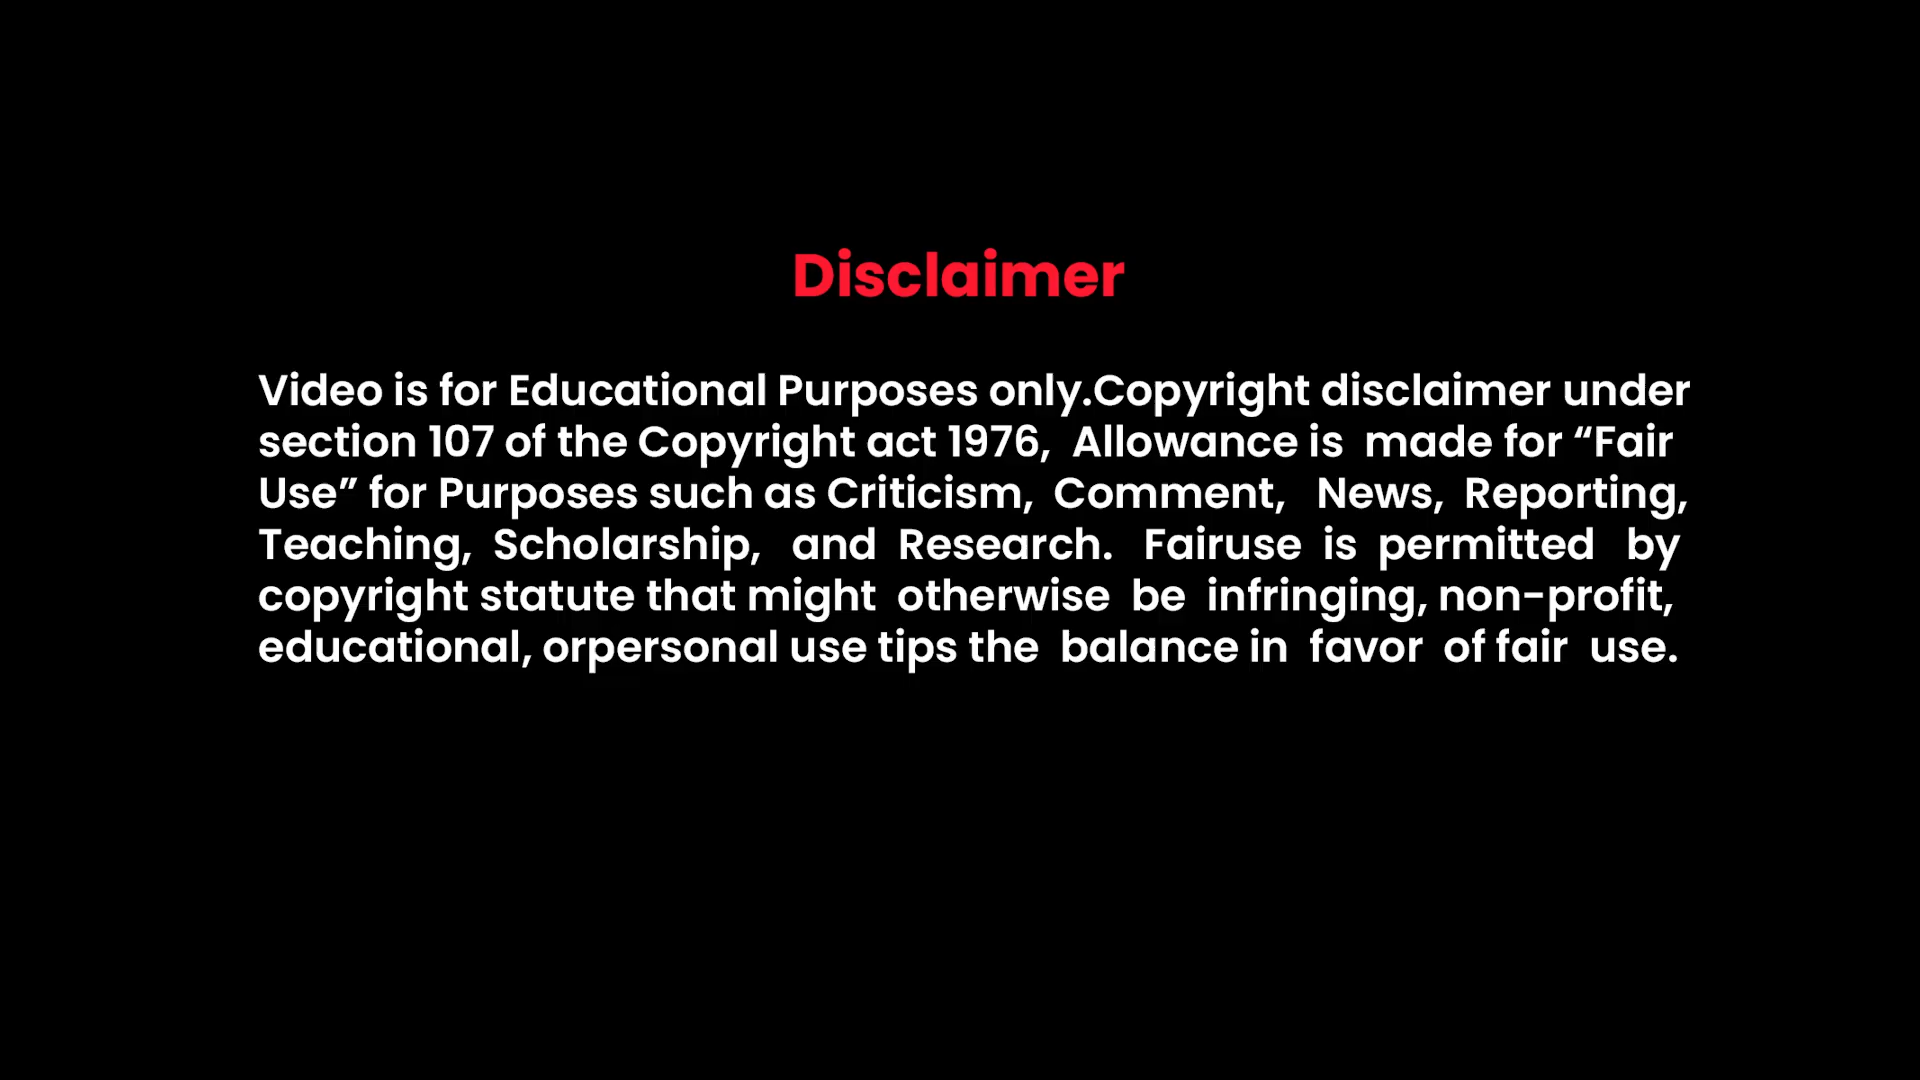 Disclaimer
Video is for Educational Purposes only.Copyright disclaimer under
section 107 of the Copyright act 1976, Allowance is made for “Fair
Use” for Purposes such as Criticism, Comment, News, Reporting,
Teaching, Scholarship, and Research. Fairuse is permitted by
copyright statute that might otherwise be infringing, non-profit,
educational, orpersonal use tips the balance in favor of fair use.